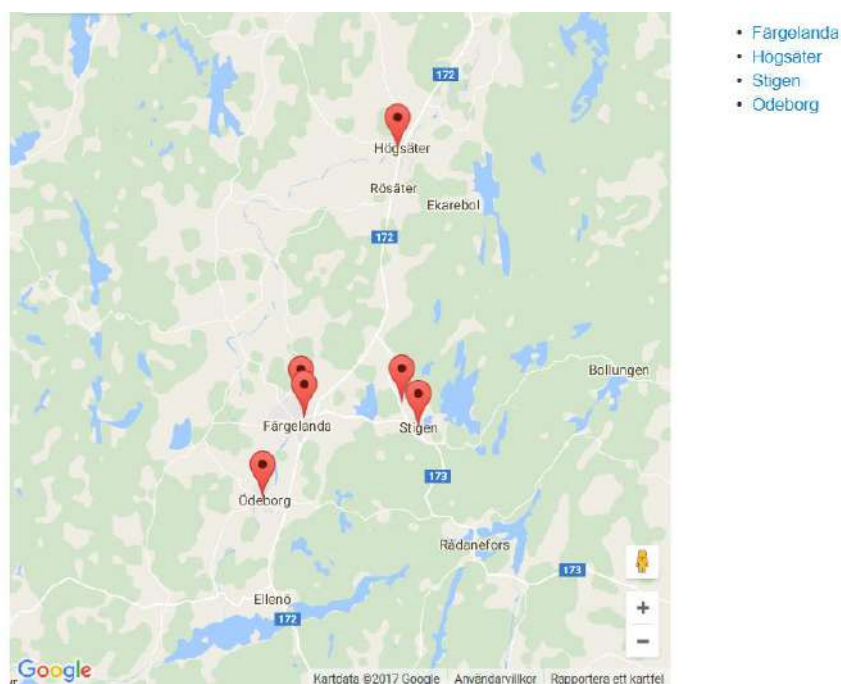 172
Högsäter
Rösäter
Ekarebol
172
Bollungen
Färgelanda
Stigen
173
Ödeborg
Rådanefors
173
Ellenö
172
Google
Kartdata ©2017 Google
Användarvillkor
Rapportera ett kartfel
Färgelanda
Högsäter
Stigen
Ödeborg